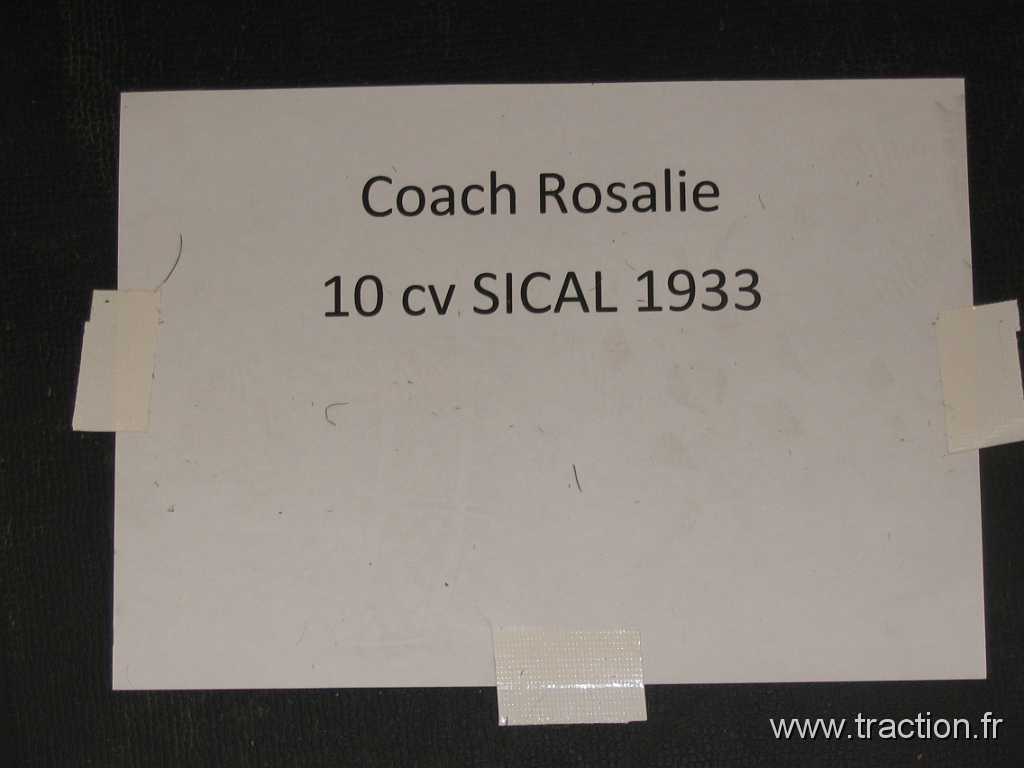 Coach Rosalie
10 cv SICAL 1933
www.traction.fr